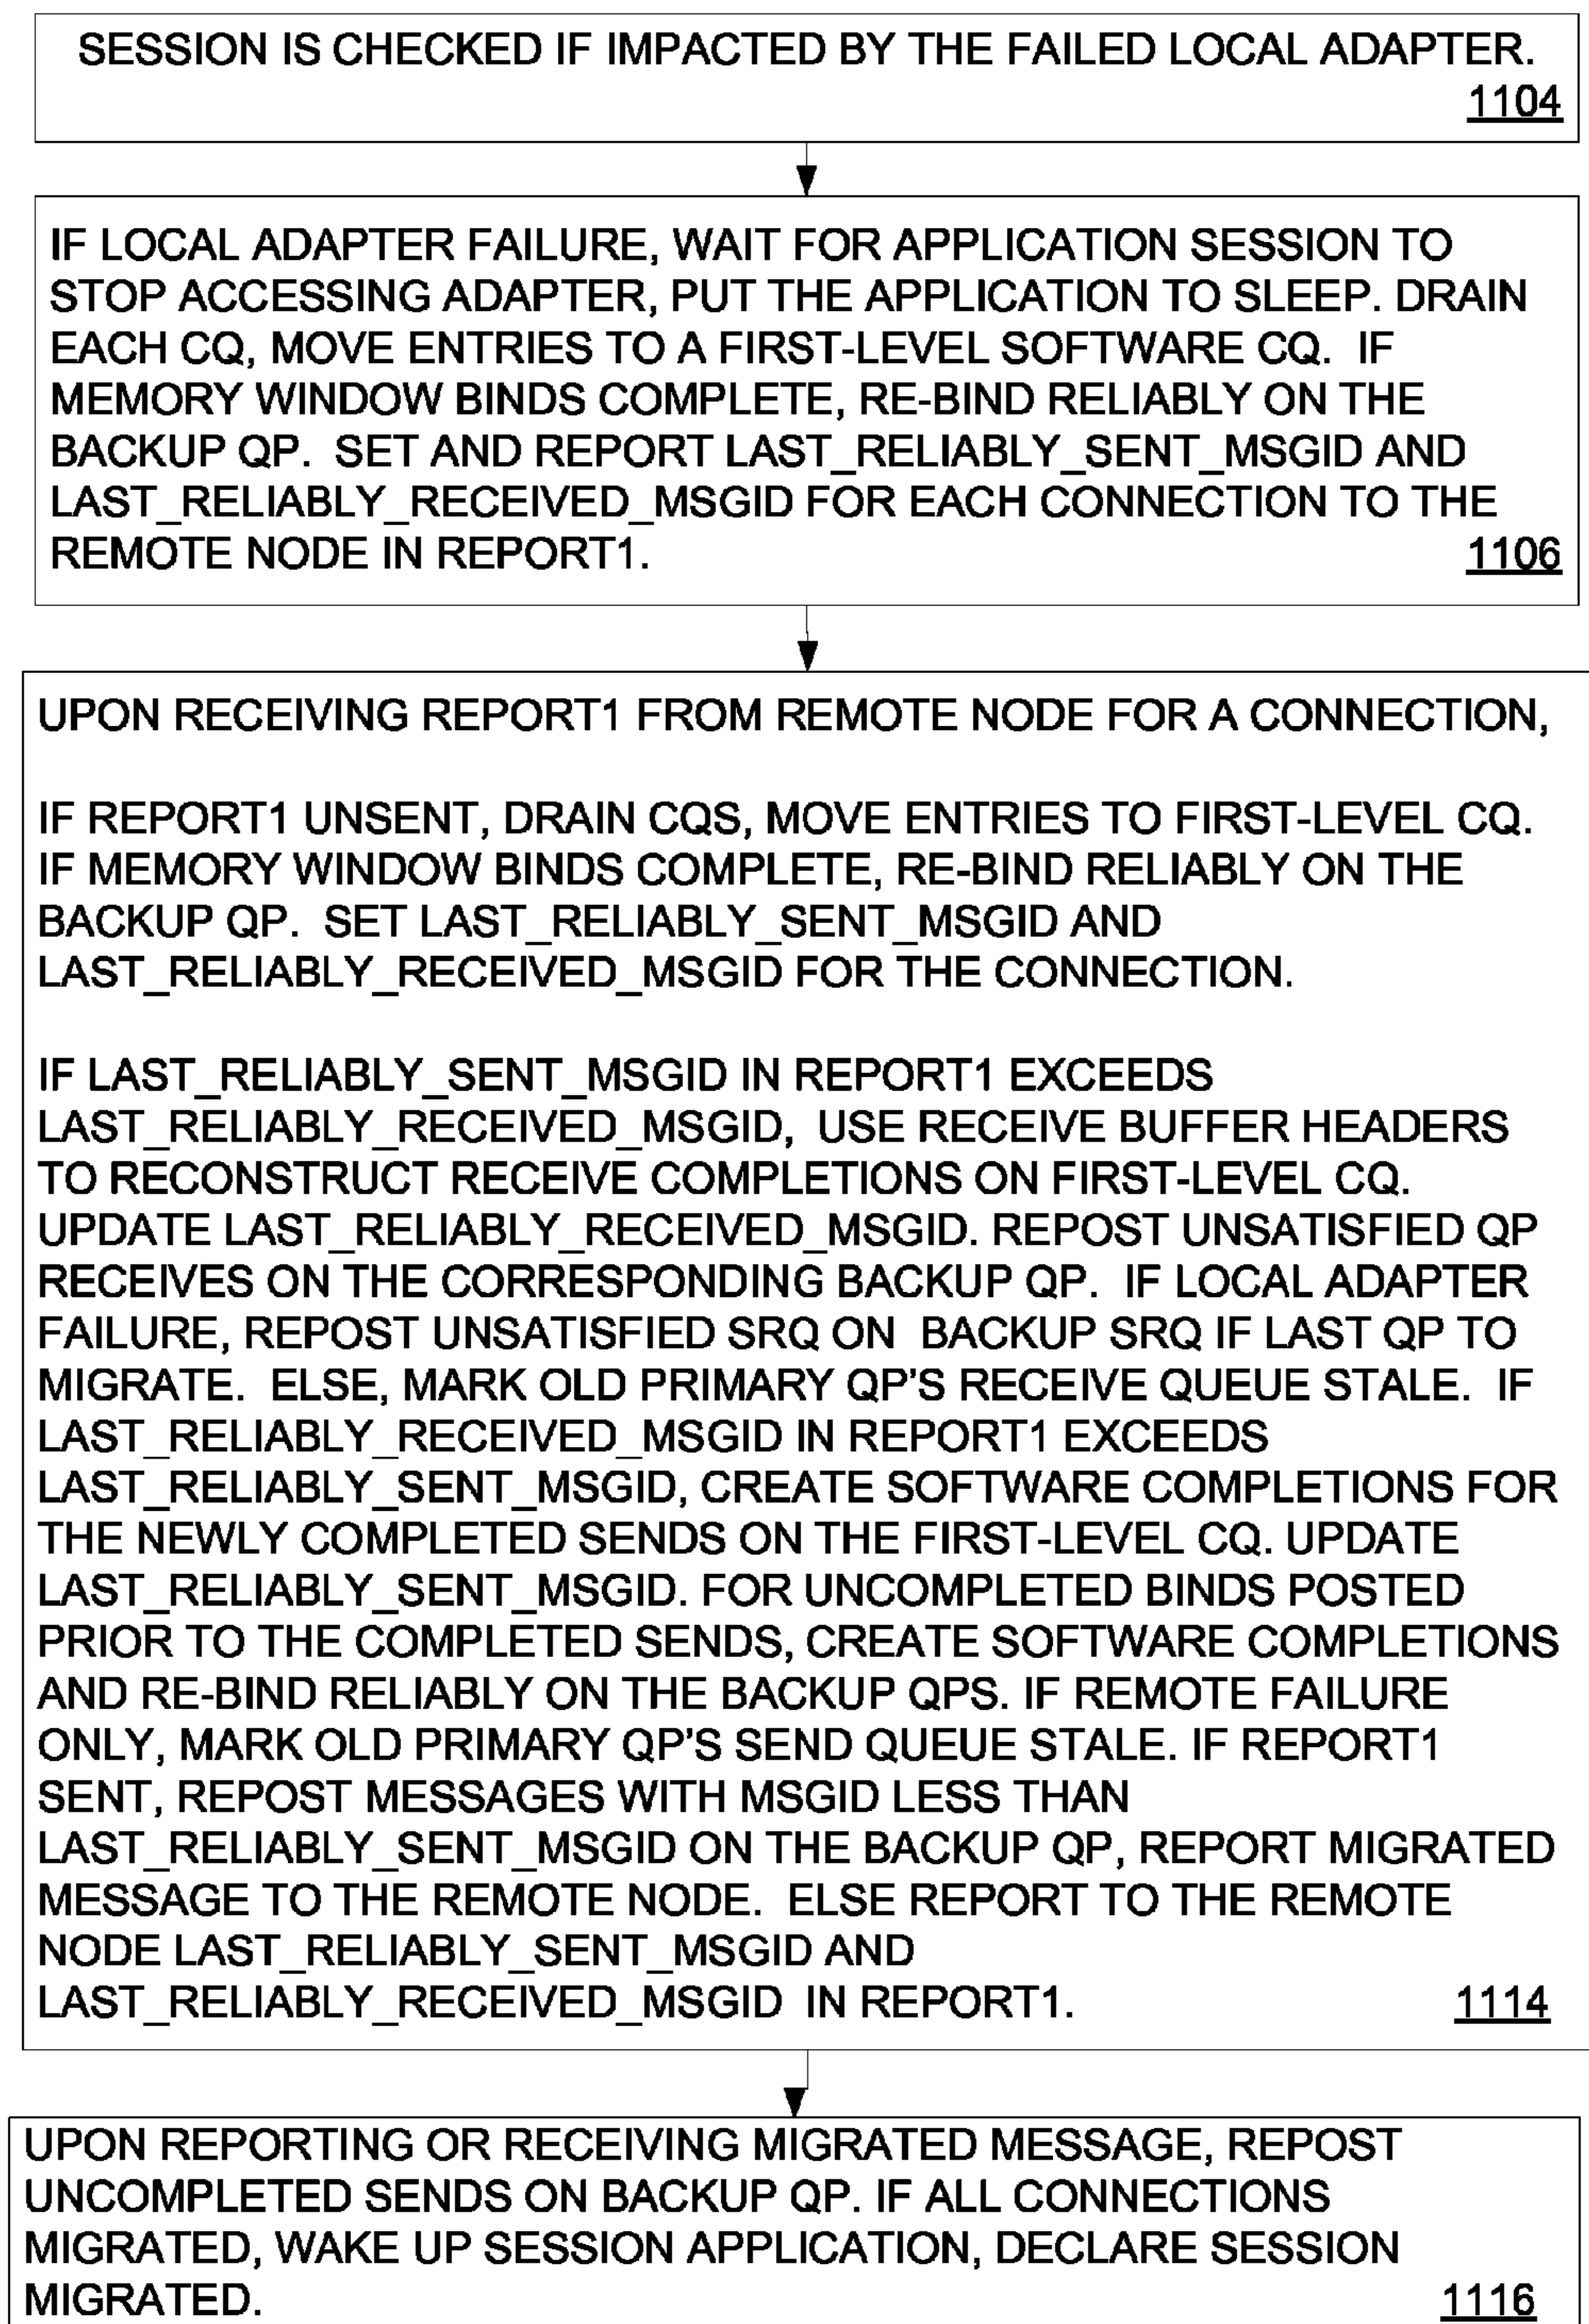 SESSION IS CHECKED IF IMPACTED BY THE FAILED LOCAL ADAPTER.
1104
IF LOCAL ADAPTER FAILURE, WAIT FOR APPLICATION SESSION TO
STOP ACCESSING ADAPTER, PUT THE APPLICATION TO SLEEP. DRAIN
EACH CQ, MOVE ENTRIES TO A FIRST-LEVEL SOFTWARE CQ. IF
MEMORY WINDOW BINDS COMPLETE, RE-BIND RELIABLY ON THE
BACKUP QP. SET AND REPORT LAST_RELIABLY_SENT_MSGID AND
LAST_RELIABLY_RECEIVED_MSGID FOR EACH CONNECTION TO THE
REMOTE NODE IN REPORT1. 1106
UPON RECEIVING REPORT1 FROM REMOTE NODE FOR A CONNECTION,
IF REPORT1 UNSENT, DRAIN CQS, MOVE ENTRIES TO FIRST-LEVEL CQ.
IF MEMORY WINDOW BINDS COMPLETE, RE-BIND RELIABLY ON THE
BACKUP QP. SET LAST_RELIABLY_SENT_MSGID AND
LAST_RELIABLY_RECEIVED_MSGID FOR THE CONNECTION.
IF LAST_RELIABLY_SENT_MSGID IN REPORT1 EXCEEDS
LAST_RELIABLY_RECEIVED_MSGID, USE RECEIVE BUFFER HEADERS
TO RECONSTRUCT RECEIVE COMPLETIONS ON FIRST-LEVEL CQ.
UPDATE LAST_RELIABLY_RECEIVED_MSGID. REPOST UNSATISFIED QP
RECEIVES ON THE CORRESPONDING BACKUP QP. IF LOCAL ADAPTER
FAILURE, REPOST UNSATISFIED SRQ ON BACKUP SRQ IF LAST QP TO
MIGRATE. ELSE, MARK OLD PRIMARY QP'S RECEIVE QUEUE STALE. IF
LAST_RELIABLY_RECEIVED_MSGID IN REPORT1 EXCEEDS
LAST_RELIABLY_SENT_MSGID, CREATE SOFTWARE COMPLETIONS FOR
THE NEWLY COMPLETED SENDS ON THE FIRST-LEVEL CQ. UPDATE
LAST_RELIABLY_SENT_MSGID. FOR UNCOMPLETED BINDS POSTED
PRIOR TO THE COMPLETED SENDS, CREATE SOFTWARE COMPLETIONS
AND RE-BIND RELIABLY ON THE BACKUP QPS. IF REMOTE FAILURE
ONLY, MARK OLD PRIMARY QP'S SEND QUEUE STALE. IF REPORT1
SENT, REPOST MESSAGES WITH MSGID LESS THAN
LAST_RELIABLY_SENT_MSGID ON THE BACKUP QP, REPORT MIGRATED
MESSAGE TO THE REMOTE NODE. ELSE REPORT TO THE REMOTE
NODE LAST_RELIABLY_SENT_MSGID AND
LAST_RELIABLY_RECEIVED_MSGID IN REPORT1. 1114
UPON REPORTING OR RECEIVING MIGRATED MESSAGE, REPOST
UNCOMPLETED SENDS ON BACKUP QP. IF ALL CONNECTIONS
MIGRATED, WAKE UP SESSION APPLICATION, DECLARE SESSION
MIGRATED. 1116